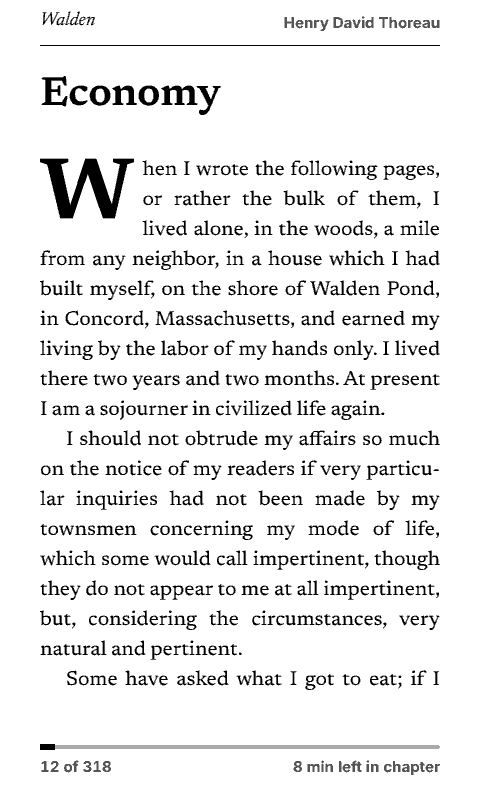 Walden
Henry David Thoreau
Economy
When I wrote the following pages,
or rather the bulk of them, I
lived alone, in the woods, a mile
from any neighbor, in a house which I had
built myself, on the shore of Walden Pond,
in Concord, Massachusetts, and earned my
living by the labor of my hands only. I lived
there two years and two months. At present
I am a sojourner in civilized life again.
I should not obtrude my affairs so much
on the notice of my readers if very particu-
lar inquiries had not been made by my
townsmen concerning my mode of life,
which some would call impertinent, though
they do not appear to me at all impertinent,
but, considering the circumstances, very
natural and pertinent.
Some have asked what I got to eat; if I
12 of 318
8 min left in chapter